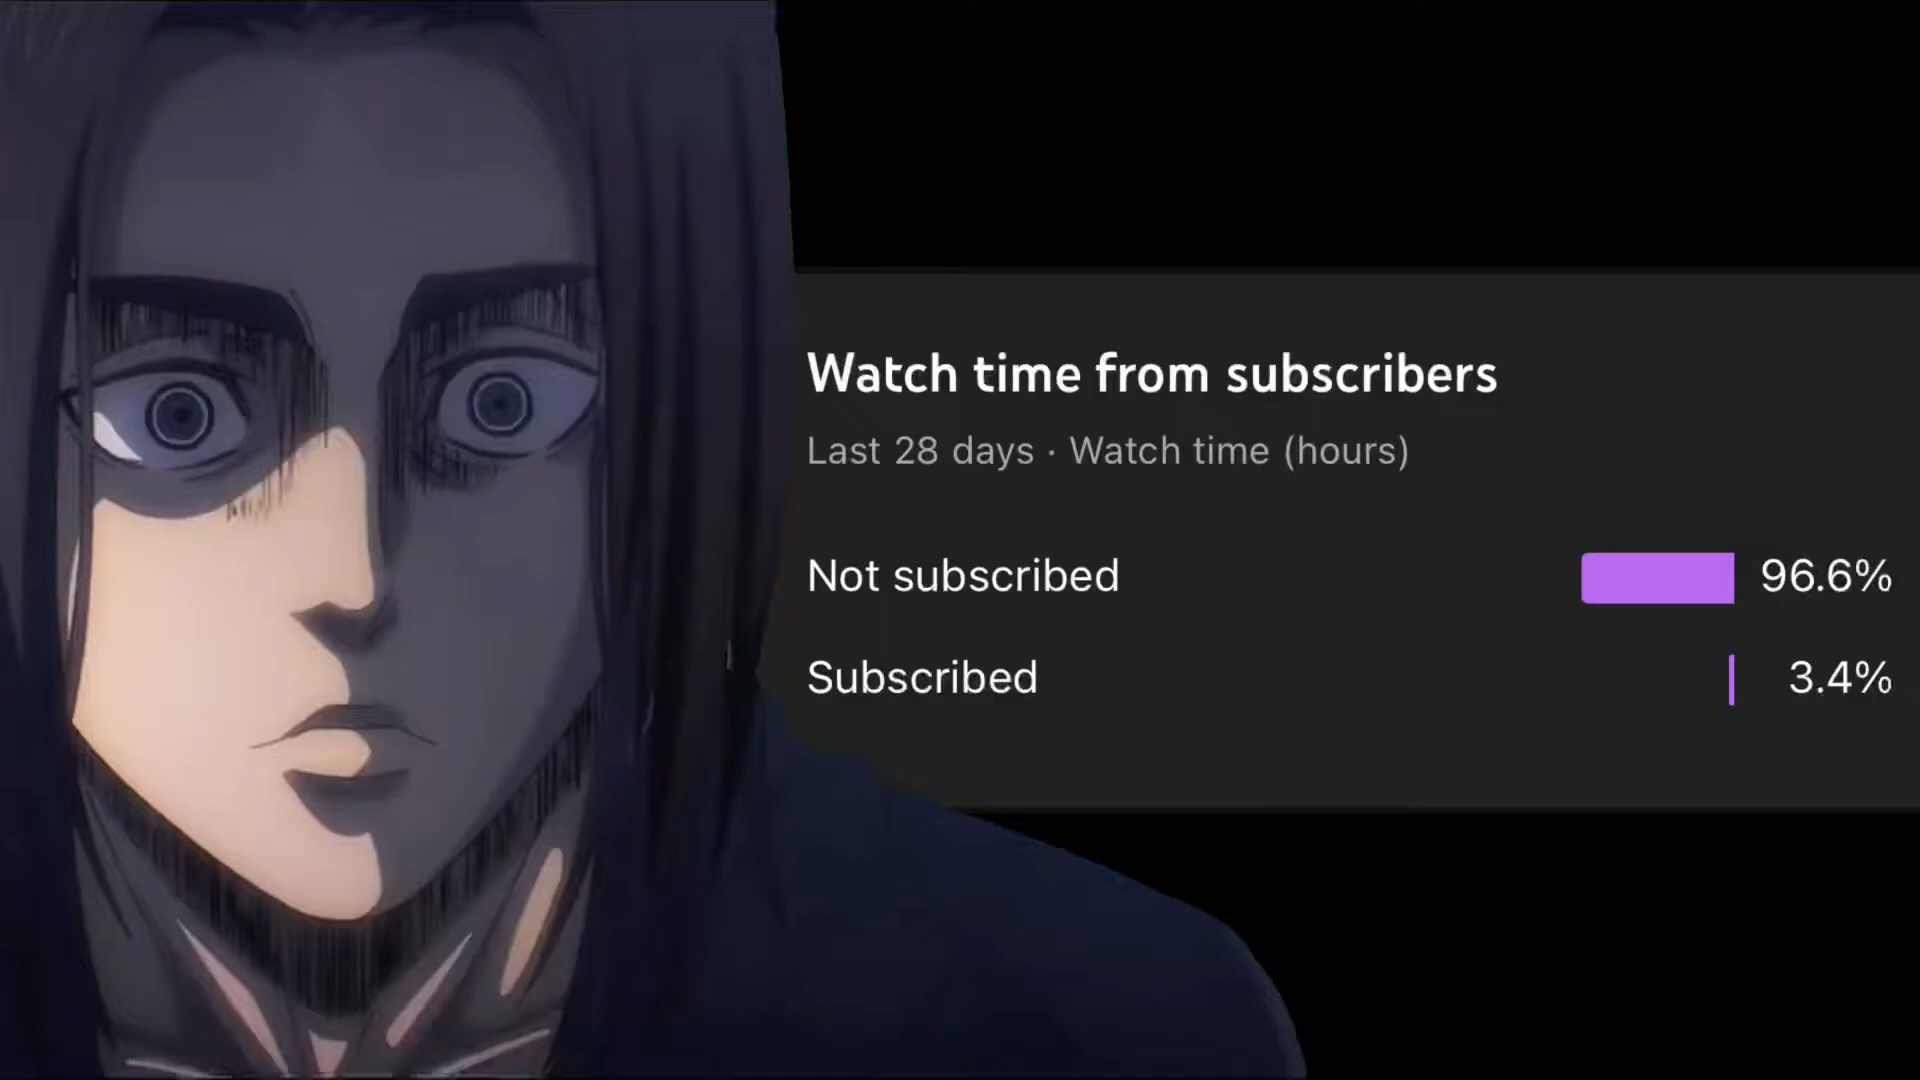 Watch time from subscribers
Last 28 days · Watch time (hours)
Not subscribed 96.6%
Subscribed 3.4%